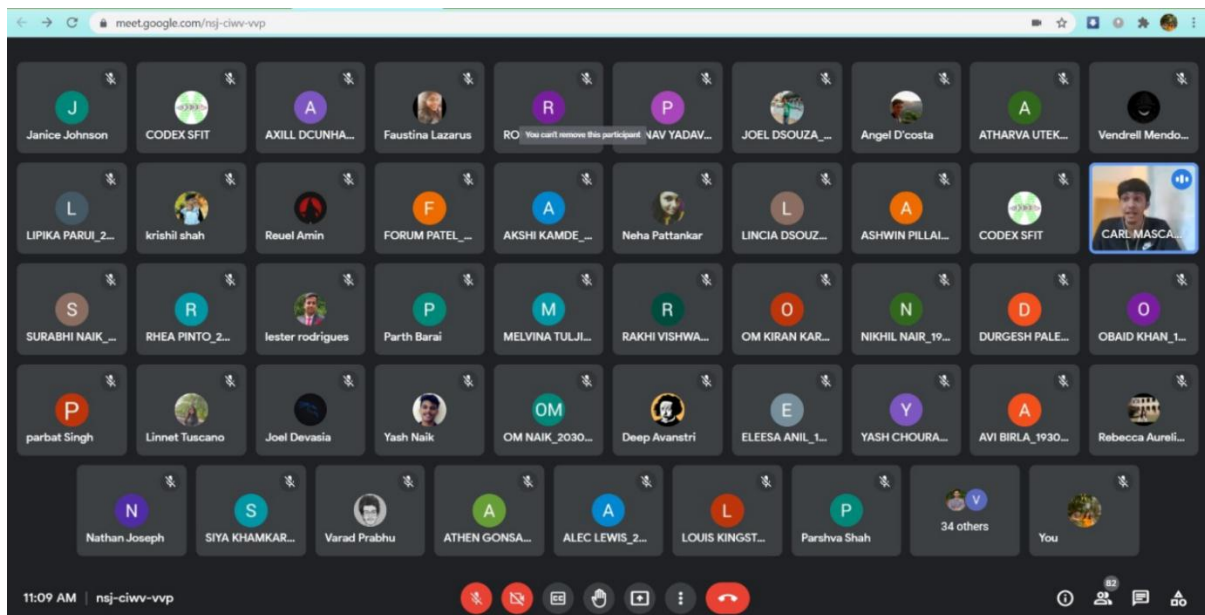 meet.google.com/nsj-ciwv-vvp
J A R P A
Janice Johnson CODEX SFIT AXILL DCUNHA... Faustina Lazarus RO You can't remove this participant NAV YADAV... JOEL DSOUZA_... Angel D'costa ATHARVA UTEK... Vendrell Mendo...
L F A L A
LIPIKA PARUI_2... krishil shah Reuel Amin FORUM PATEL_... AKSHI KAMDE_... Neha Pattankar LINCIA DSOUZ... ASHWIN PILLAI... CODEX SFIT CARL MASCA...
S R P M R O N D O
SURABHI NAIK_... RHEA PINTO_2... lester rodrigues Parth Barai MELVINA TULJI... RAKHI VISHWA... OM KIRAN KAR... NIKHIL NAIR_19... DURGESH PALE... OBAID KHAN_1...
P OM E Y A
parbat Singh Linnet Tuscano Joel Devasia Yash Naik OM NAIK_2030... Deep Avanstri ELEESA ANIL_1... YASH CHOURA... AVI BIRLA_1930... Rebecca Aureli...
N S A A L P V
Nathan Joseph SIYA KHAMKAR... Varad Prabhu ATHEN GONSA... ALEC LEWIS_2... LOUIS KINGST... Parshva Shah 34 others You
11:09 AM | nsj-ciwv-vvp CC 82